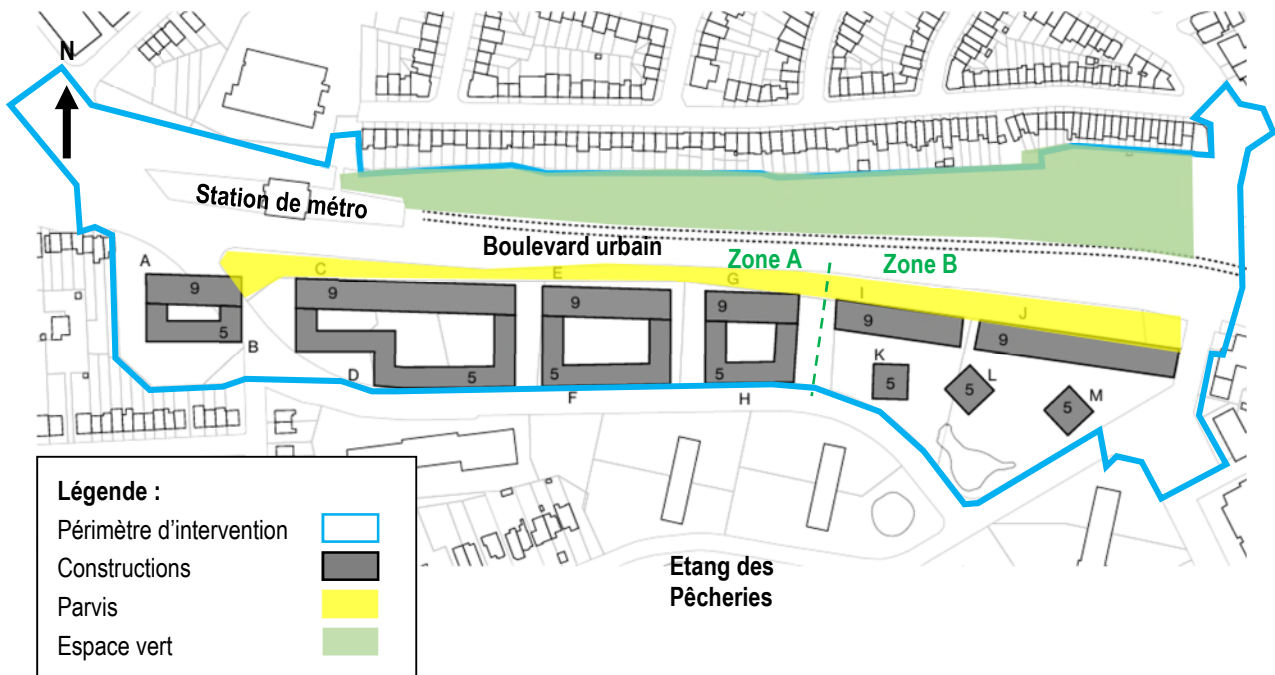 N
Station de métro
Boulevard urbain
Zone A
Zone B
A
C
E
G
I
J
9
9
9
9
9
9
5
B
K
L
M
5
5
5
D
5
F
5
H
5
Etang des
Pêcheries
Légende :
Périmètre d'intervention
Constructions
Parvis
Espace vert